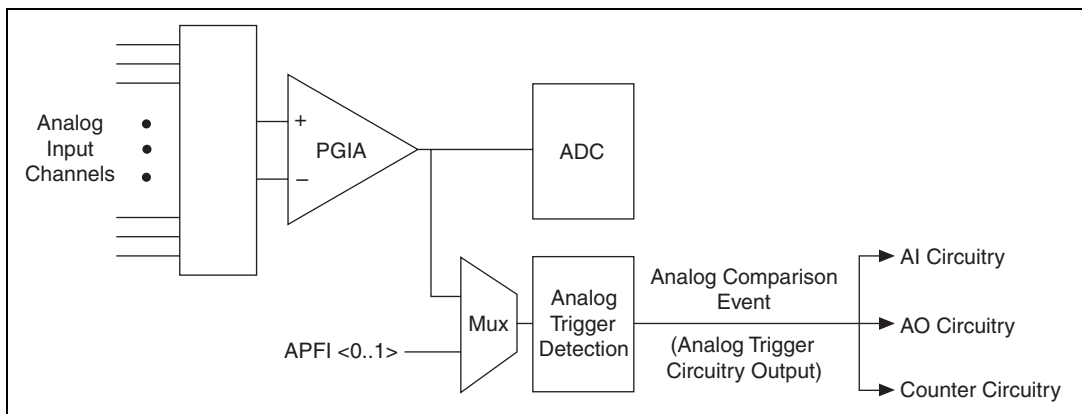 Analog
Input
Channels
+
PGIA
−
ADC
APFI <0..1>
Mux
Analog
Trigger
Detection
Analog Comparison
Event
(Analog Trigger
Circuitry Output)
AI Circuitry
AO Circuitry
Counter Circuitry